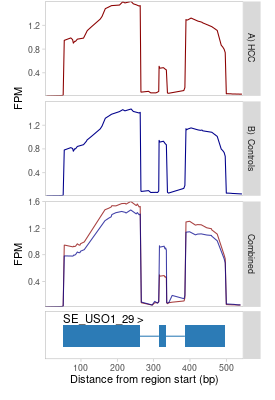 1.2
0.8
0.4
FPM
A) HCC
1.2
0.8
0.4
B): Controls
1.6
1.2
0.8
0.4
FPM
Combined
SE_USO1_29 >
100 200 300 400 500
Distance from region start (bp)